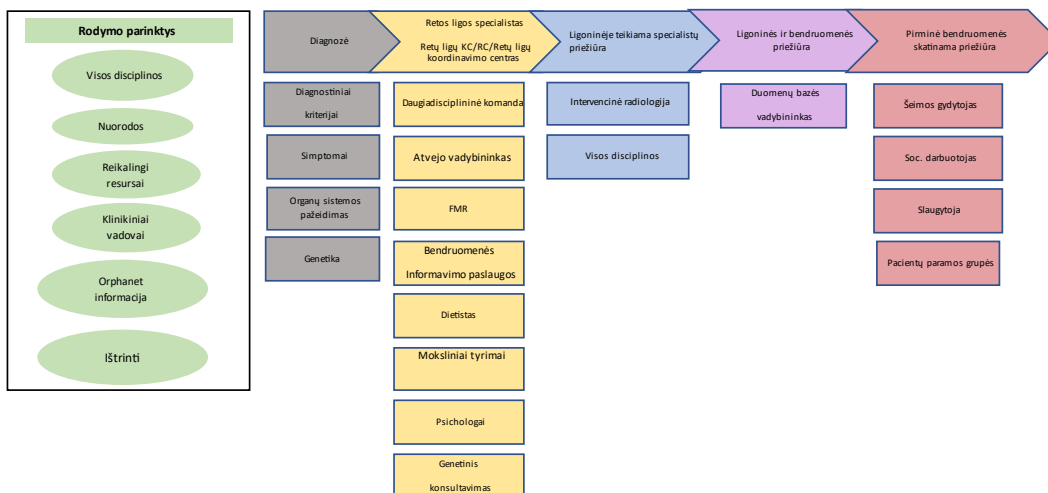 Rodymo parinktys
Visos disciplinos
Nuorodos
Reikalingi
resursai
Klinikiniai
vadovai
Orphanet
informacija
Ištrinti
Diagnozė
Diagnostiniai
kriterijai
Simptomai
Organų sistemos
pažeidimas
Genetika
Retos ligos specialistas
Retų ligų KC/RC/Retų ligų
koordinavimo centras
Daugiadisciplininė komanda
Atvejo vadybininkas
FMR
Bendruomenės
Informavimo paslaugos
Dietistas
Moksliniai tyrimai
Psichologai
Genetinis
konsultavimas
Ligoninėje teikiama specialistų
priežiūra
Intervencinė radiologija
Visos disciplinos
Ligoninės ir bendruomenės
priežiūra
Duomenų bazės
vadybininkas
Pirminė bendruomenės
skatinama priežiūra
Šeimos gydytojas
Soc. darbuotojas
Slaugytoja
Pacientų paramos grupės